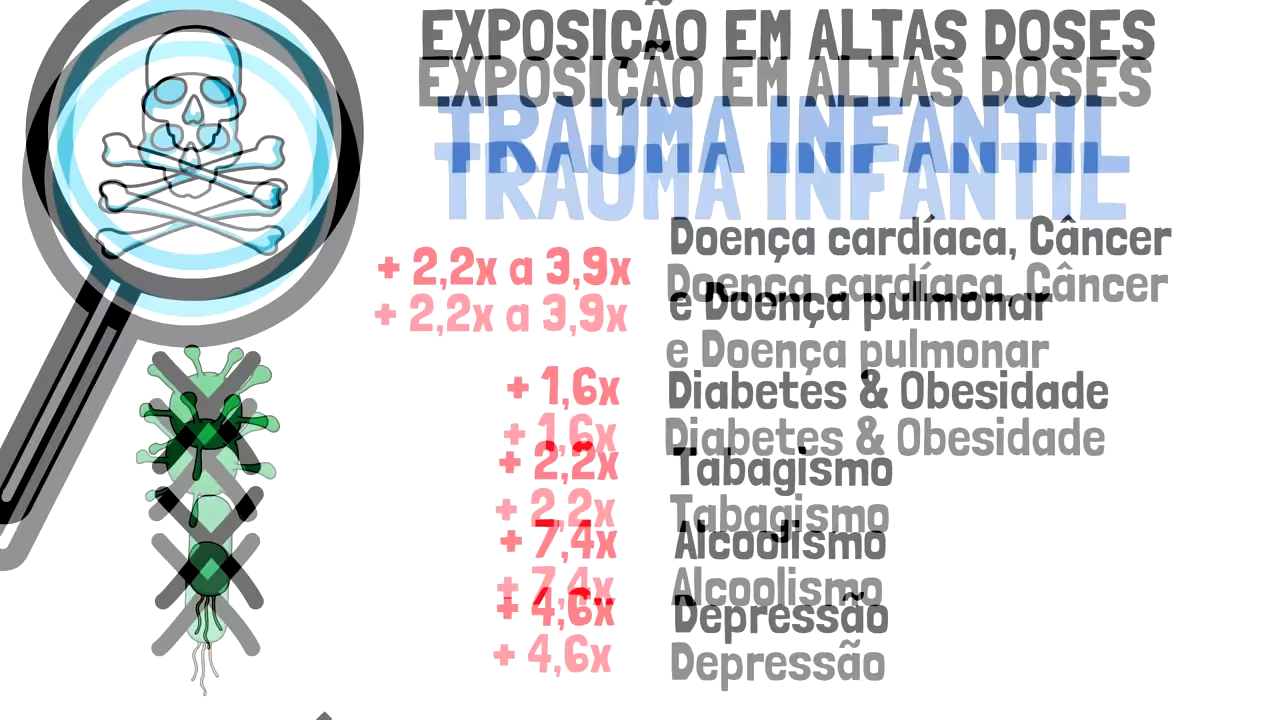 EXPOSIÇÃO EM ALTAS DOSES
EXPOSIÇÃO EM ALTAS DOSES
TRAUMA INFANTIL
TRAUMA INFANTIL
+ 2,2x a 3,9x Doença cardíaca, Câncer
+ 2,2x a 3,9x Doença cardíaca, Câncer
e Doença pulmonar
e Doença pulmonar
+ 1,6x Diabetes & Obesidade
+ 1,6x Diabetes & Obesidade
+ 2,2x Tabagismo
+ 2,2x Tabagismo
+ 7,4x Alcoolismo
+ 7,4x Alcoolismo
+ 4,6x Depressão
+ 4,6x Depressão